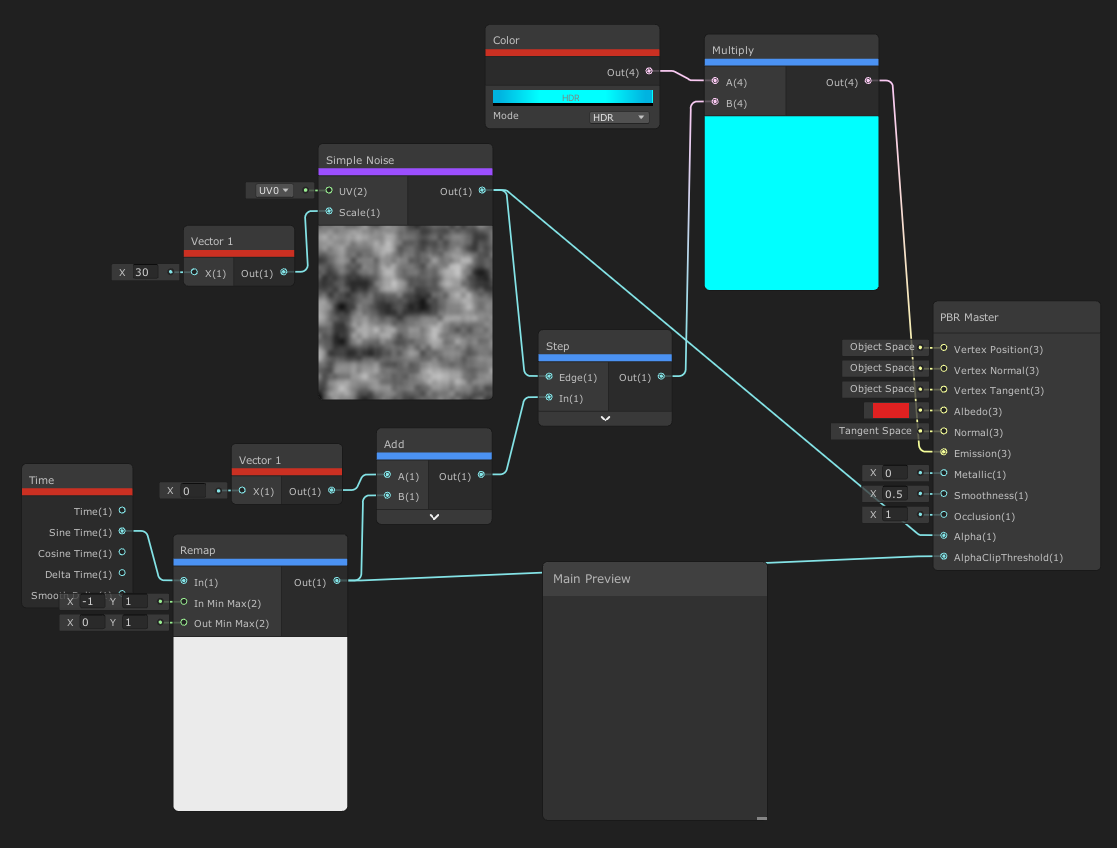 Color
Out(4)
HDR
Mode HDR
Multiply
A(4) Out(4)
B(4)
Simple Noise
UV0 UV(2) Out(1)
Scale(1)
Vector 1
X 30 X(1) Out(1)
Step
Edge(1) Out(1)
In(1)
PBR Master
Object Space Vertex Position(3)
Object Space Vertex Normal(3)
Object Space Vertex Tangent(3)
Albedo(3)
Tangent Space Normal(3)
Emission(3)
X 0 Metallic(1)
X 0.5 Smoothness(1)
X 1 Occlusion(1)
Alpha(1)
AlphaClipThreshold(1)
Add
A(1) Out(1)
B(1)
Vector 1
X 0 X(1) Out(1)
Time
Time(1)
Sine Time(1)
Cosine Time(1)
Delta Time(1)
Remap
In(1) Out(1)
X -1 Y 1 In Min Max(2)
X 0 Y 1 Out Min Max(2)
Main Preview